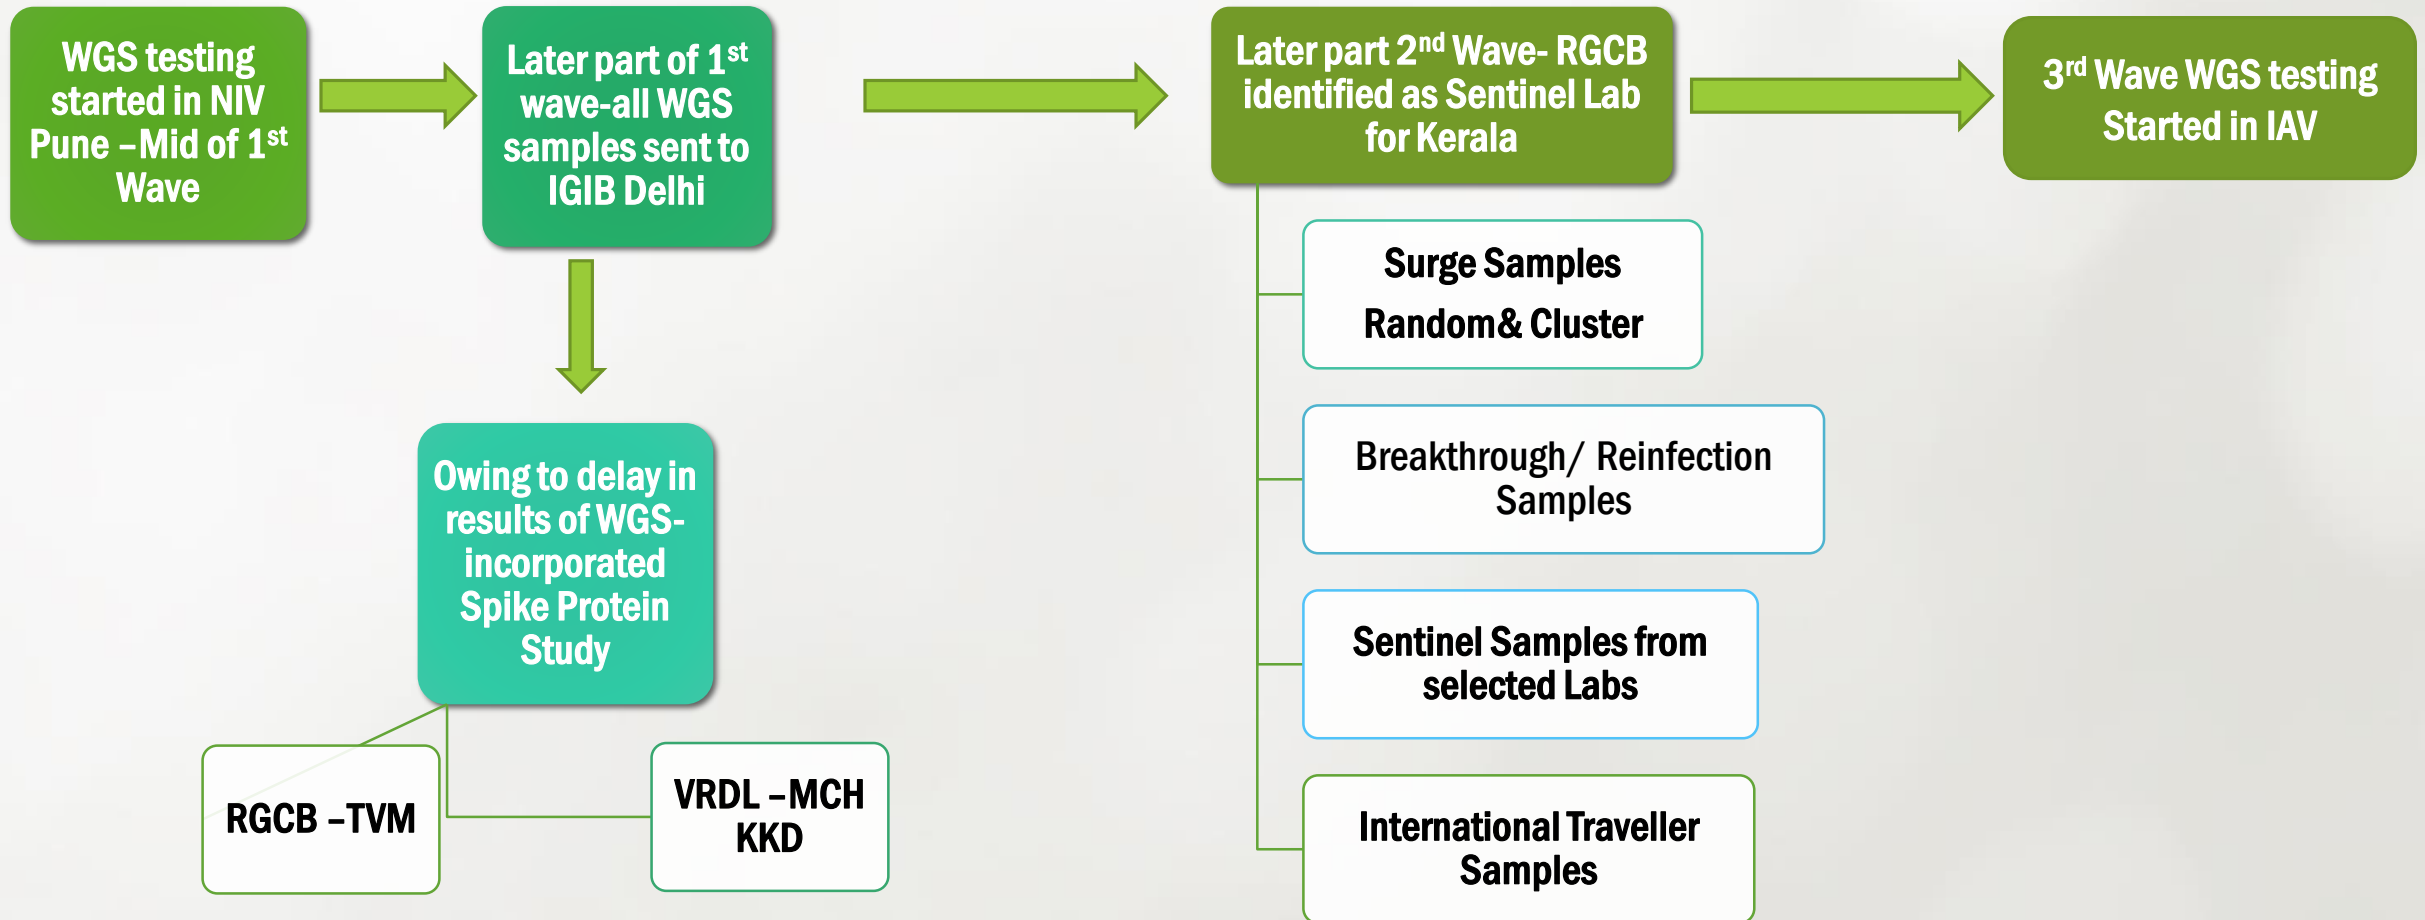 WGS testing
started in NIV
Pune –Mid of 1st
Wave
Later part of 1st
wave-all WGS
samples sent to
IGIB Delhi
Later part 2nd Wave- RGCB
identified as Sentinel Lab
for Kerala
3rd Wave WGS testing
Started in IAV
Owing to delay in
results of WGS-
incorporated
Spike Protein
Study
RGCB –TVM
VRDL –MCH
KKD
Surge Samples
Random& Cluster
Breakthrough/ Reinfection
Samples
Sentinel Samples from
selected Labs
International Traveller
Samples